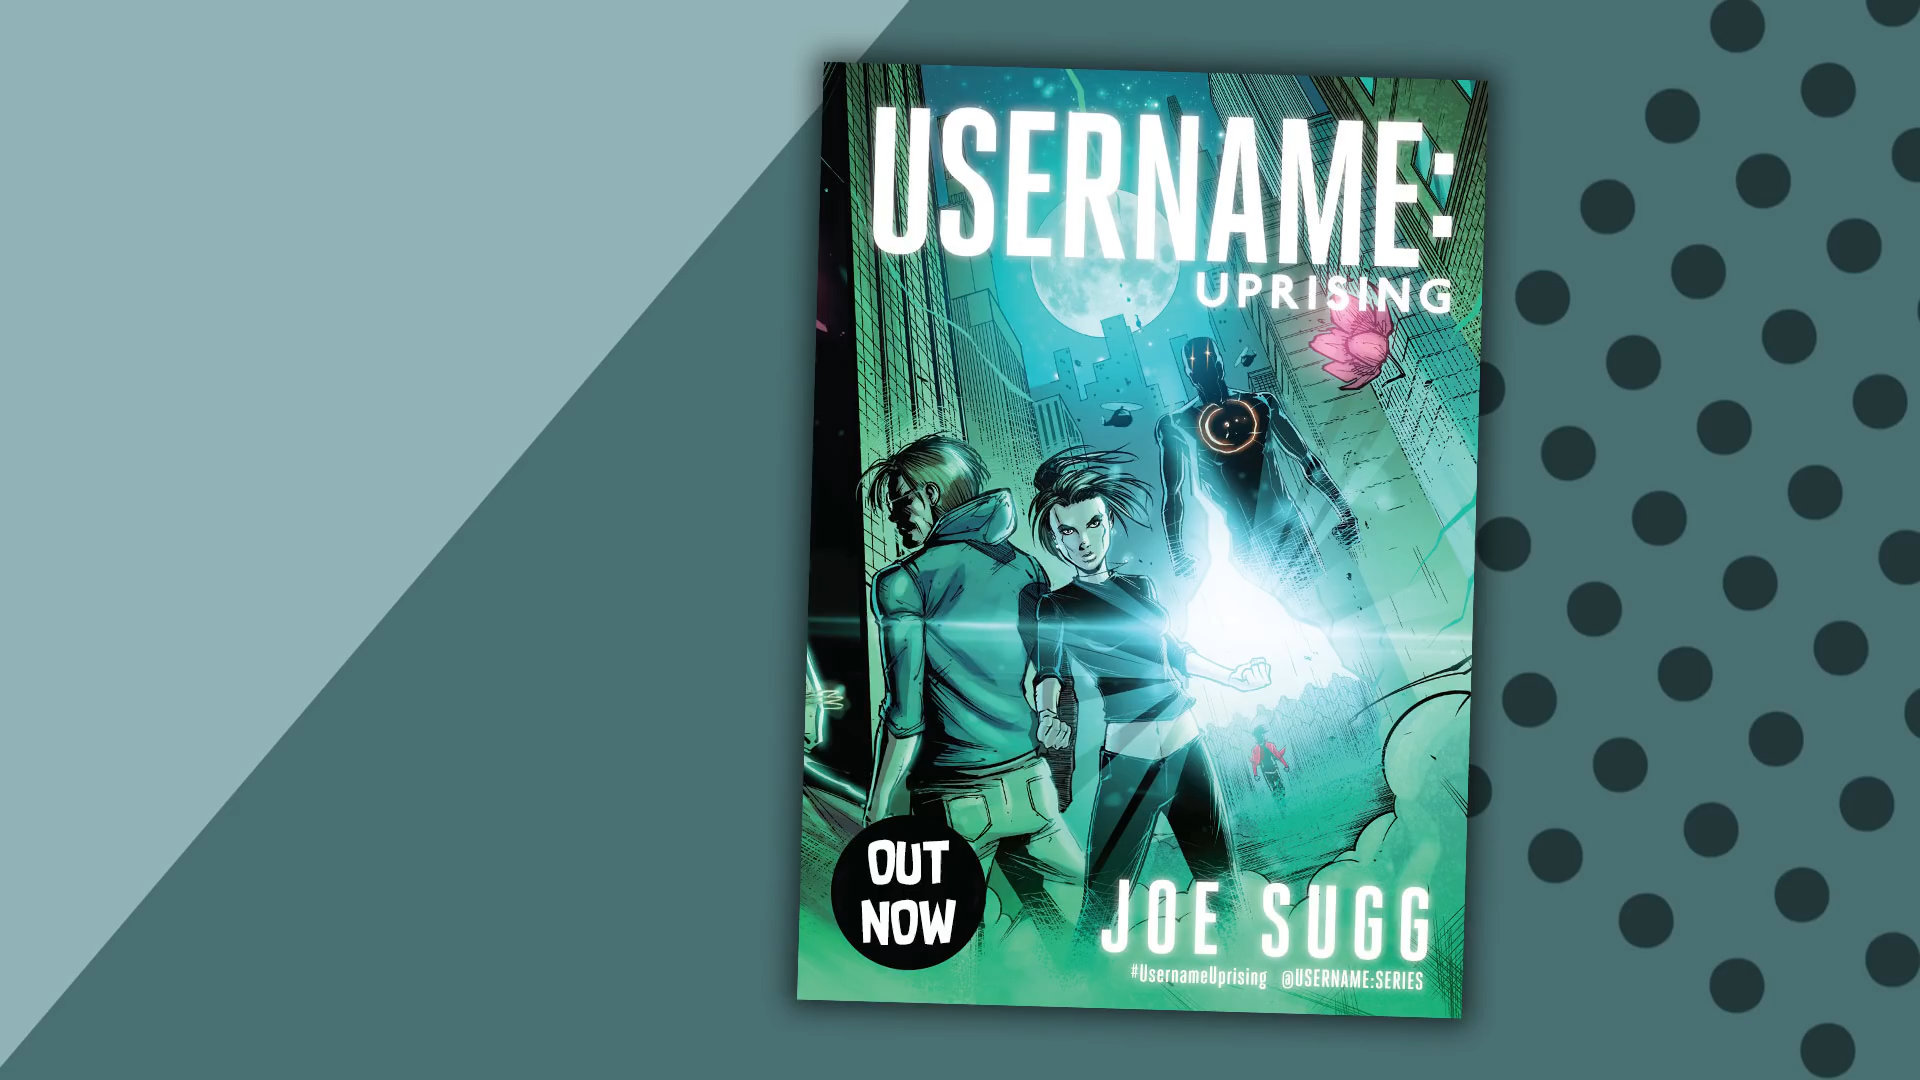 USERNAME:
UPRISING
OUT
NOW
JOE SUGG
#UsernameUprising @USERNAME:SERIES